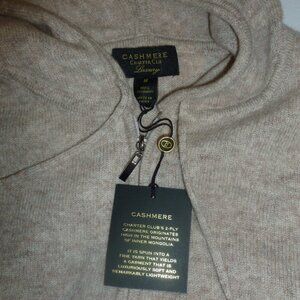 CASHMERE
CHARTER CLUB
Luxury
CASHMERE
CHARTER CLUB'S 2-PLY
CASHMERE ORIGINATES
HIGH IN THE MOUNTAINS
OF INNER MONGOLIA
IT IS SPUN INTO A
FINE YARN THAT YIELDS
A GARMENT THAT IS
LUXURIOUSLY SOFT AND
REMARKABLY LIGHTWEIGHT